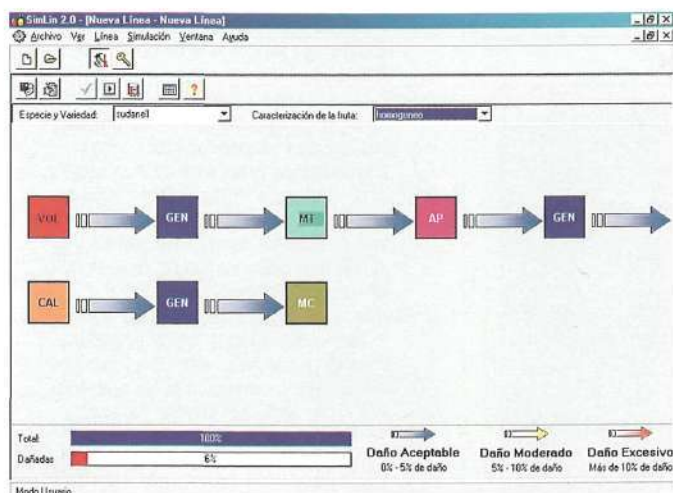 SimLin 2.0 - [Nueva Línea - Nueva Línea]
Archivo Ver Línea Simulación Ventana Ayuda
Especie y Variedad: sudanell Caracterización de la fruta: homogeneo
VOL GEN MT AP GEN
CAL GEN MC
Total: 100%
Dañadas 6%
Daño Aceptable Daño Moderado Daño Excesivo
0% - 5% de daño 5% - 10% de daño Más de 10% de daño
Modo Usuario